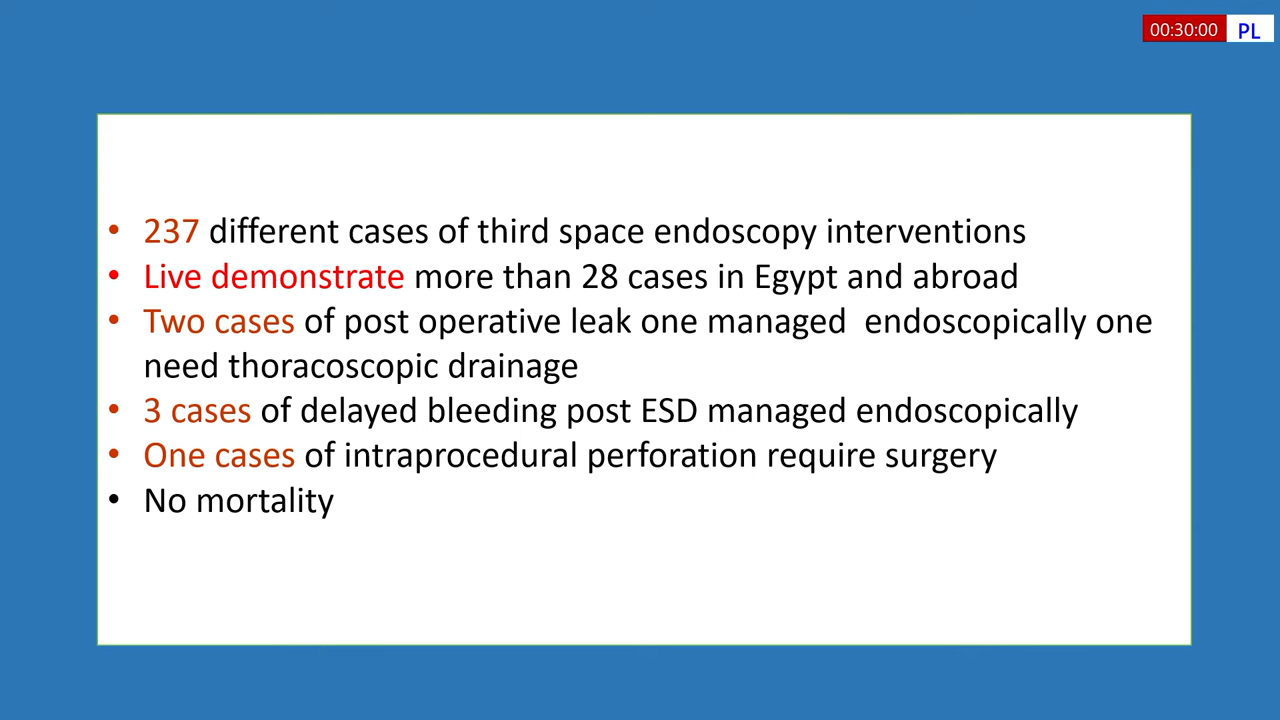 00:30:00 PL
• 237 different cases of third space endoscopy interventions
• Live demonstrate more than 28 cases in Egypt and abroad
• Two cases of post operative leak one managed  endoscopically one
need thoracoscopic drainage
• 3 cases of delayed bleeding post ESD managed endoscopically
• One cases of intraprocedural perforation require surgery
• No mortality